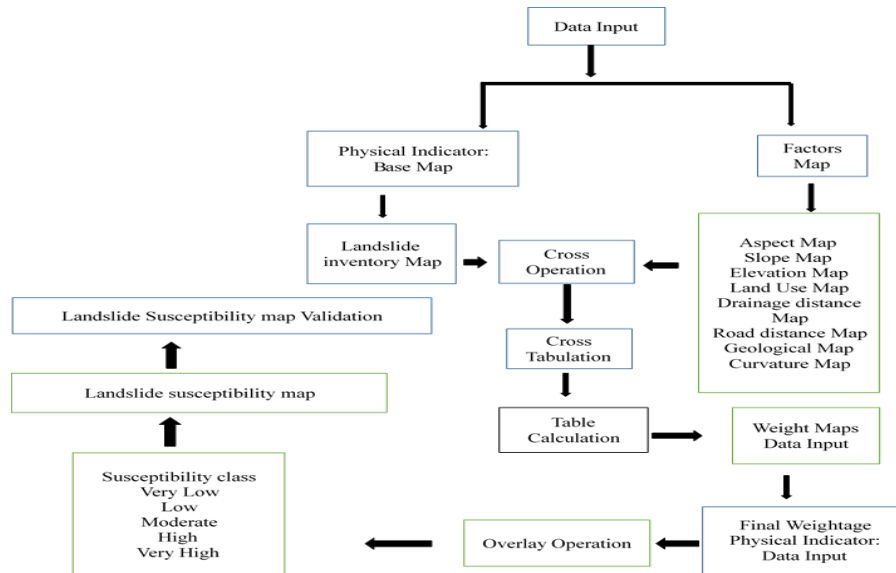 Data Input
Physical Indicator:
Base Map
Factors
Map
Landslide
inventory Map
Cross
Operation
Aspect Map
Slope Map
Elevation Map
Land Use Map
Drainage distance
Map
Road distance Map
Geological Map
Curvature Map
Landslide Susceptibility map Validation
Cross
Tabulation
Landslide susceptibility map
Table
Calculation
Weight Maps
Data Input
Susceptibility class
Very Low
Low
Moderate
High
Very High
Overlay Operation
Final Weightage
Physical Indicator:
Data Input